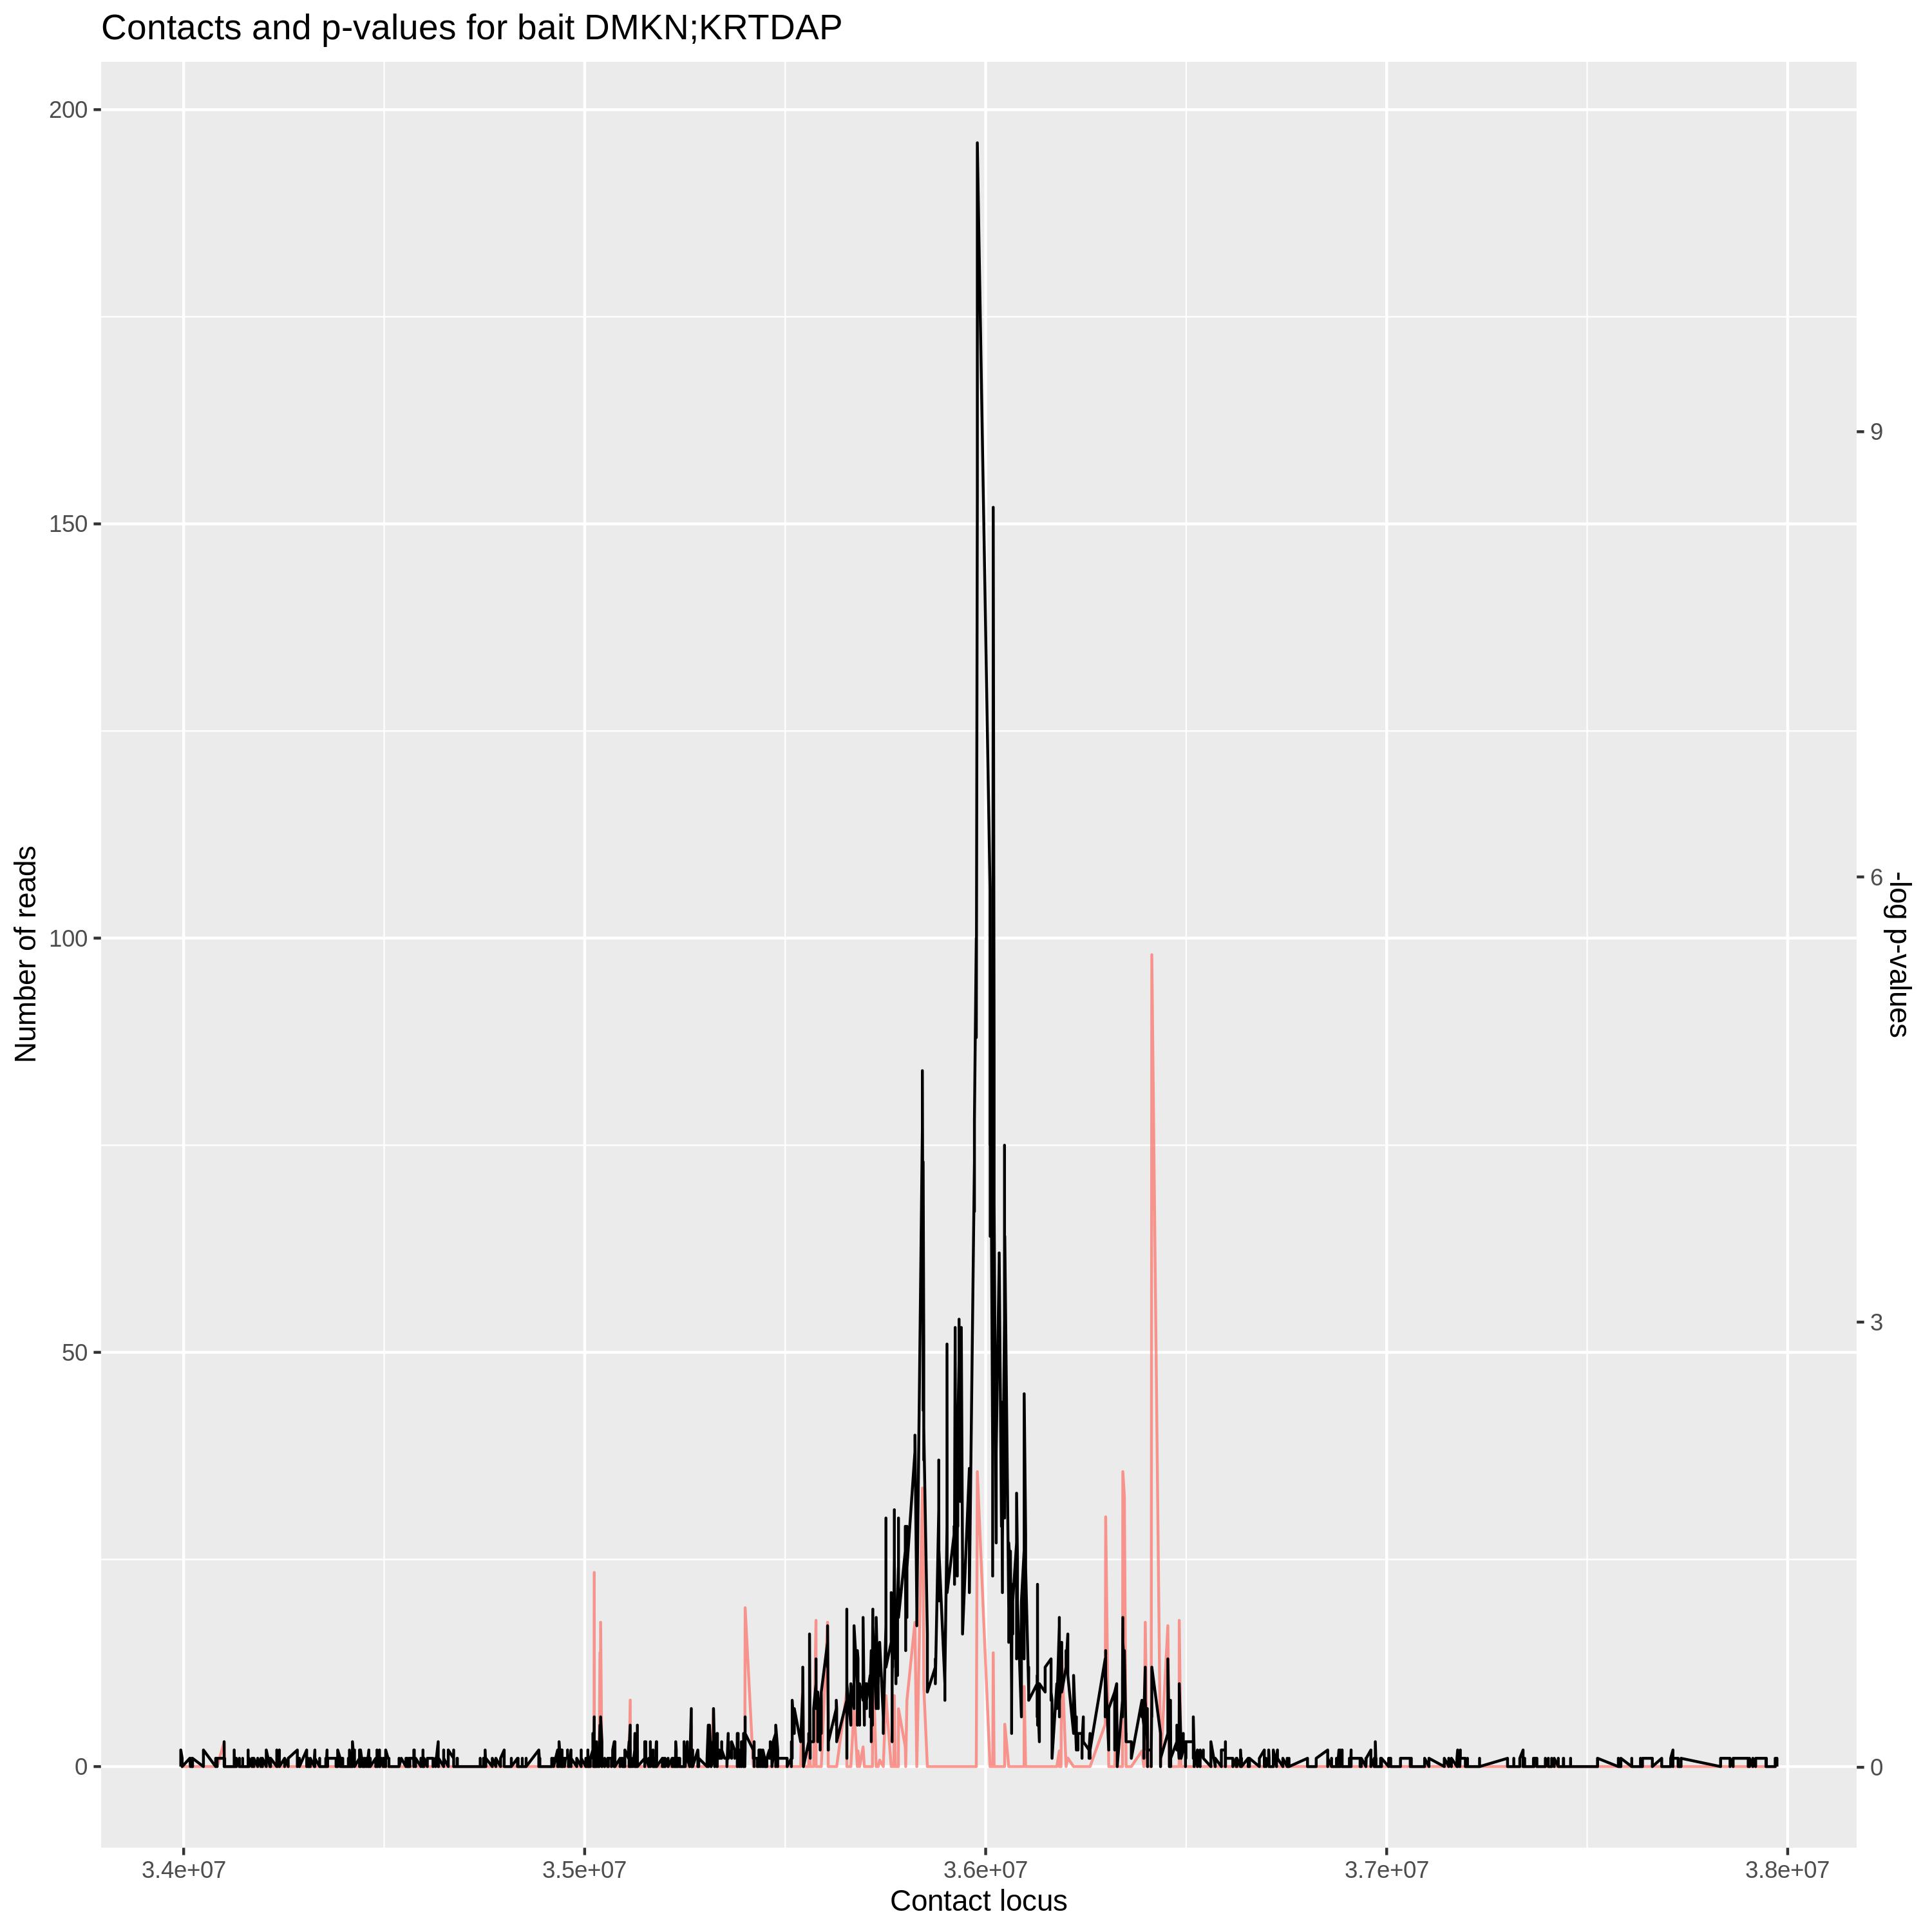 Contacts and p-values for bait DMKN;KRTDAP
200
150
100
50
0
Number of reads
9
6
3
0
-log p-values
3.4e+07
3.5e+07
3.6e+07
3.7e+07
3.8e+07
Contact locus